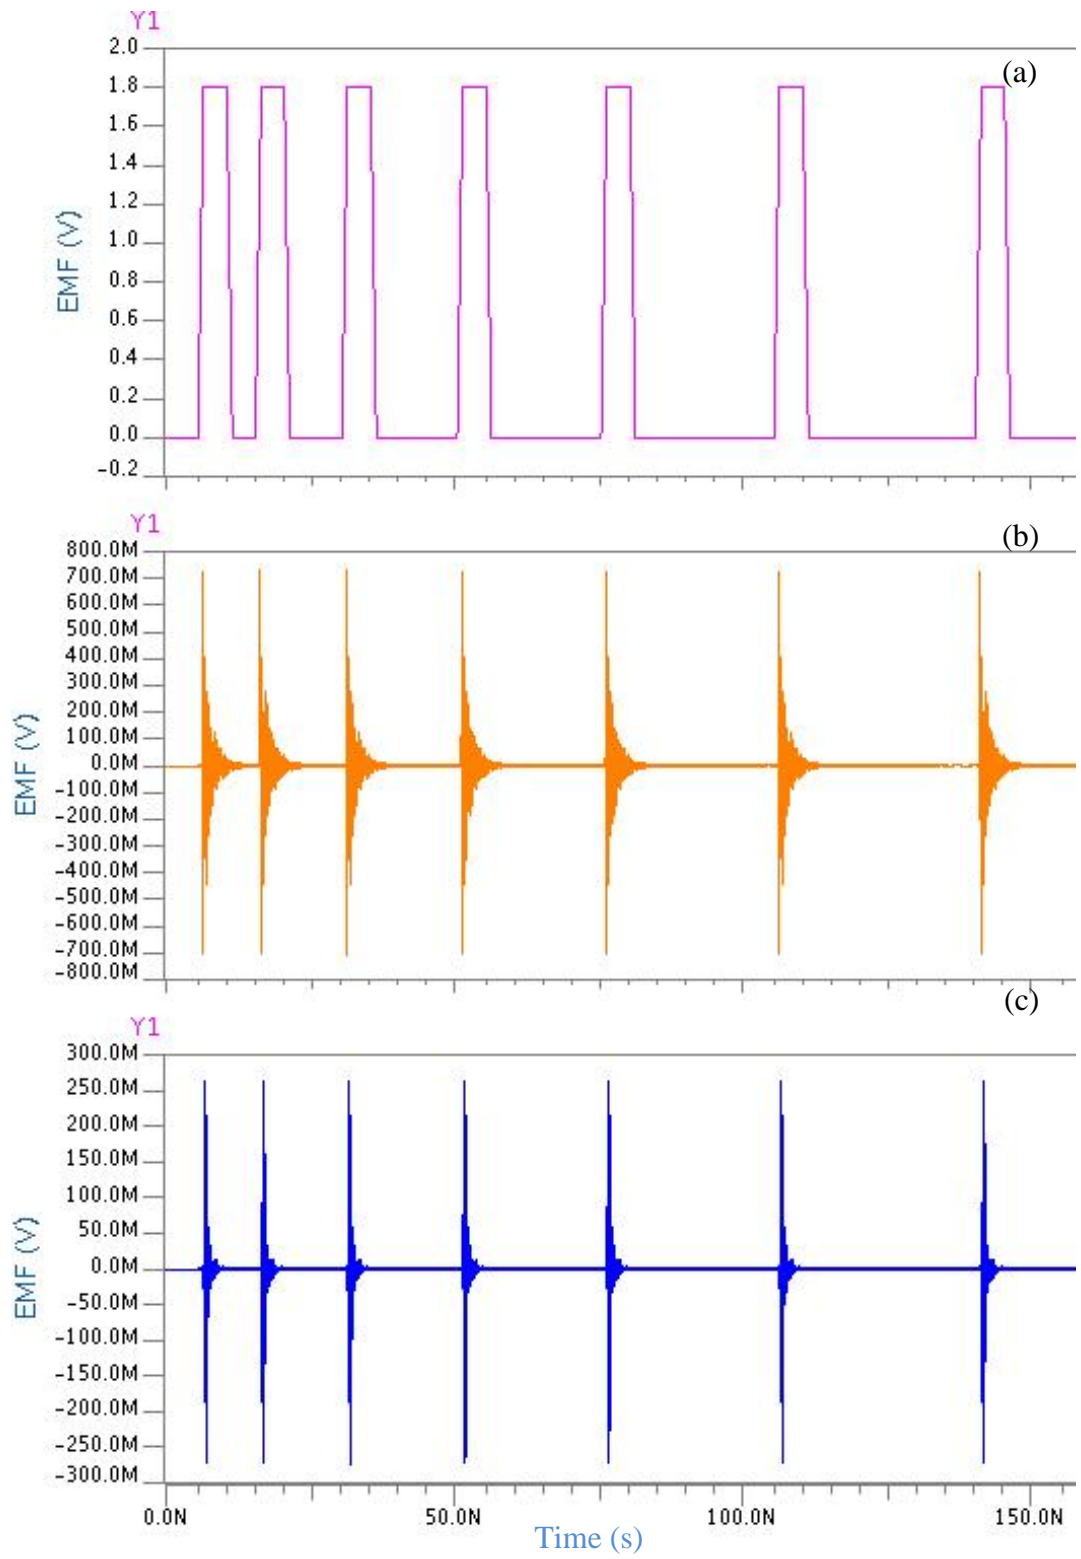 Y1
2.0
(a)
1.8
1.6
1.4
1.2
1.0
0.8
0.6
0.4
0.2
0.0
-0.2
EMF (V)
Y1
(b)
800.0M
700.0M
600.0M
500.0M
400.0M
300.0M
200.0M
100.0M
0.0M
-100.0M
-200.0M
-300.0M
-400.0M
-500.0M
-600.0M
-700.0M
-800.0M
EMF (V)
(c)
Y1
300.0M
250.0M
200.0M
150.0M
100.0M
50.0M
0.0M
-50.0M
-100.0M
-150.0M
-200.0M
-250.0M
-300.0M
EMF (V)
0.0N 50.0N 100.0N 150.0N
Time (s)